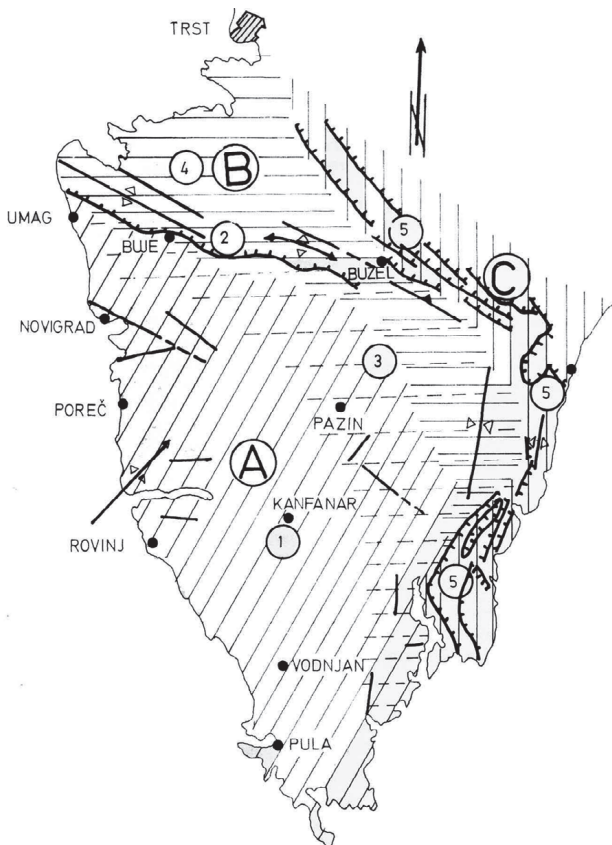 TRST
N
4
B
UMAG
BUJE
2
5
BUZET
C
NOVIGRAD
3
5
POREČ
PAZIN
A
KANFANAR
ROVINJ
1
5
VODNJAN
PULA